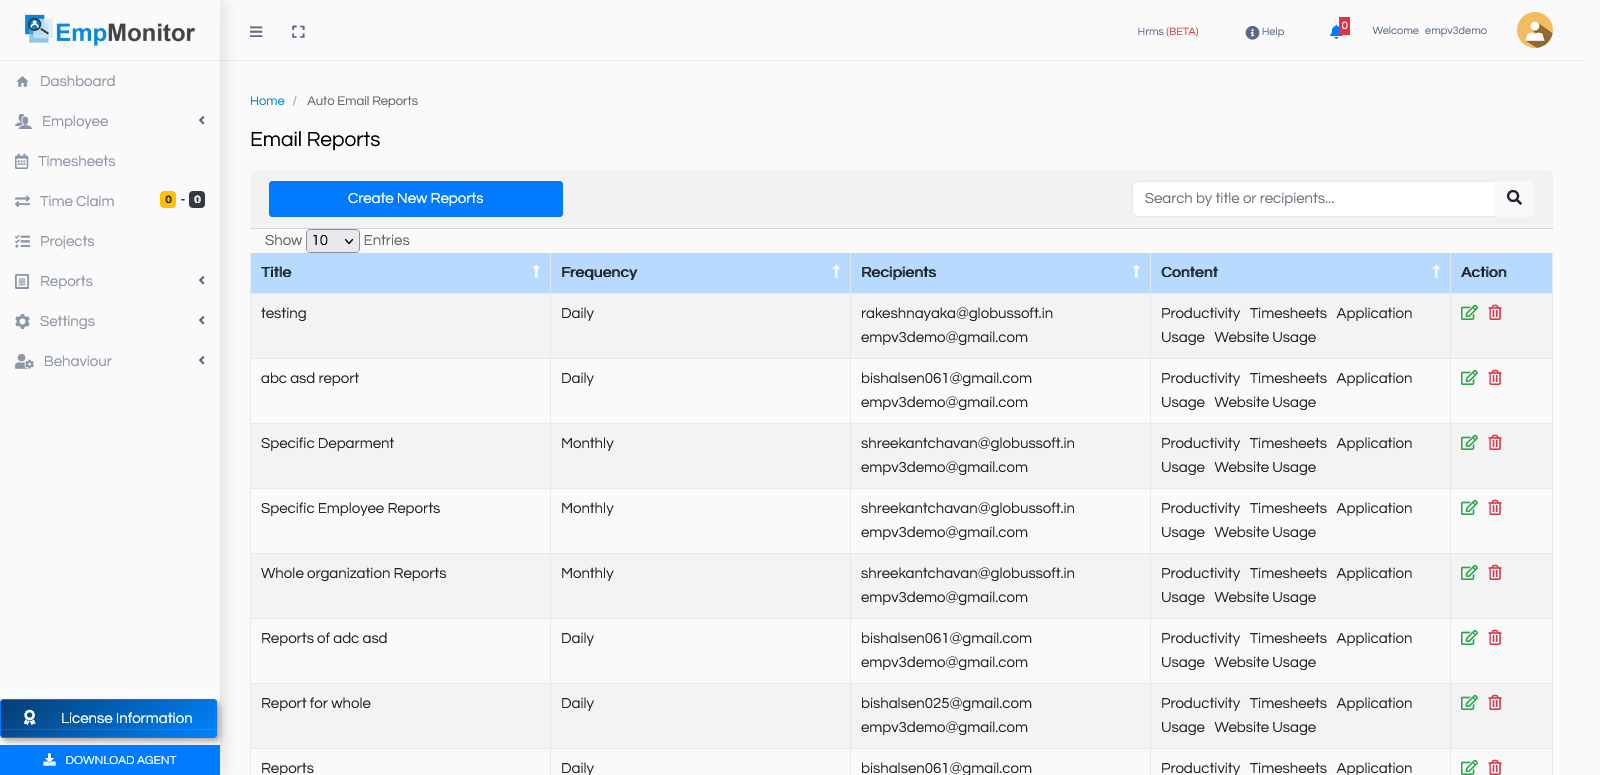 EmpMonitor
Hrms (BETA)
Help
0
Welcome empv3demo
Dashboard
Employee
Timesheets
Time Claim 0 - 0
Projects
Reports
Settings
Behaviour
License Information
DOWNLOAD AGENT
Home / Auto Email Reports
Email Reports
Create New Reports
Search by title or recipients...
Show 10 Entries
Title Frequency Recipients Content Action
testing Daily rakeshnayaka@globussoft.in Productivity Timesheets Application
empv3demo@gmail.com Usage Website Usage
abc asd report Daily bishalsen061@gmail.com Productivity Timesheets Application
empv3demo@gmail.com Usage Website Usage
Specific Deparment Monthly shreekantchavan@globussoft.in Productivity Timesheets Application
empv3demo@gmail.com Usage Website Usage
Specific Employee Reports Monthly shreekantchavan@globussoft.in Productivity Timesheets Application
empv3demo@gmail.com Usage Website Usage
Whole organization Reports Monthly shreekantchavan@globussoft.in Productivity Timesheets Application
empv3demo@gmail.com Usage Website Usage
Reports of adc asd Daily bishalsen061@gmail.com Productivity Timesheets Application
empv3demo@gmail.com Usage Website Usage
Report for whole Daily bishalsen025@gmail.com Productivity Timesheets Application
empv3demo@gmail.com Usage Website Usage
Reports Daily bishalsen061@gmail.com Productivity Timesheets Application